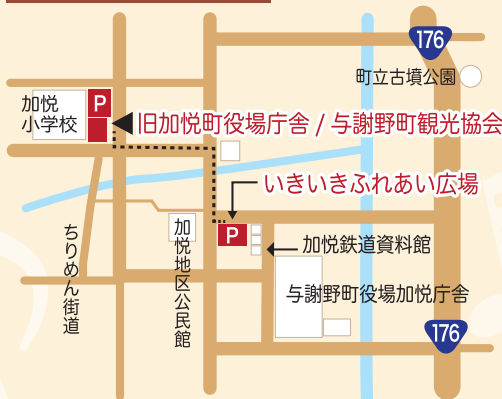 176
町立古墳公園
加悦
小学校
P
旧加悦町役場庁舎 / 与謝野町観光協会
いきいきふれあい広場
P
加悦地区公民館
加悦鉄道資料館
ちりめん街道
与謝野町役場加悦庁舎
176